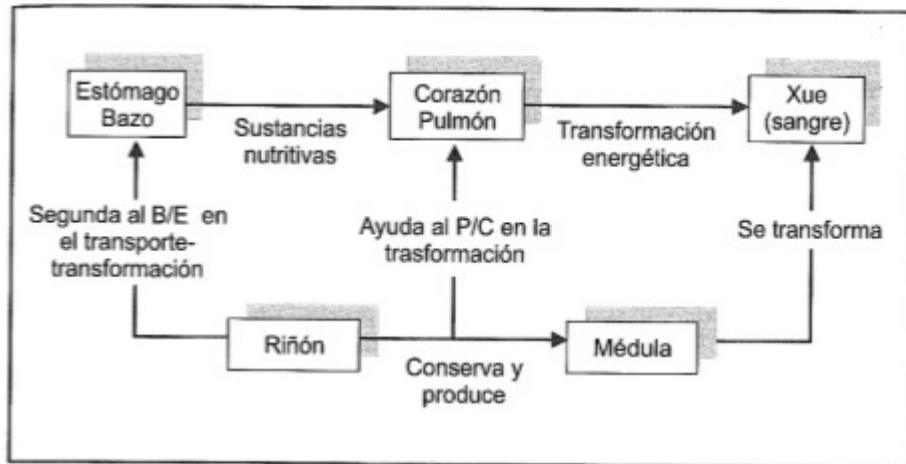 Estómago
Bazo
Corazón
Pulmón
Xue
(sangre)
Sustancias
nutritivas
Transformación
energética
Segunda al B/E en
el transporte-
transformación
Ayuda al P/C en la
trasformación
Se transforma
Riñón
Médula
Conserva y
produce